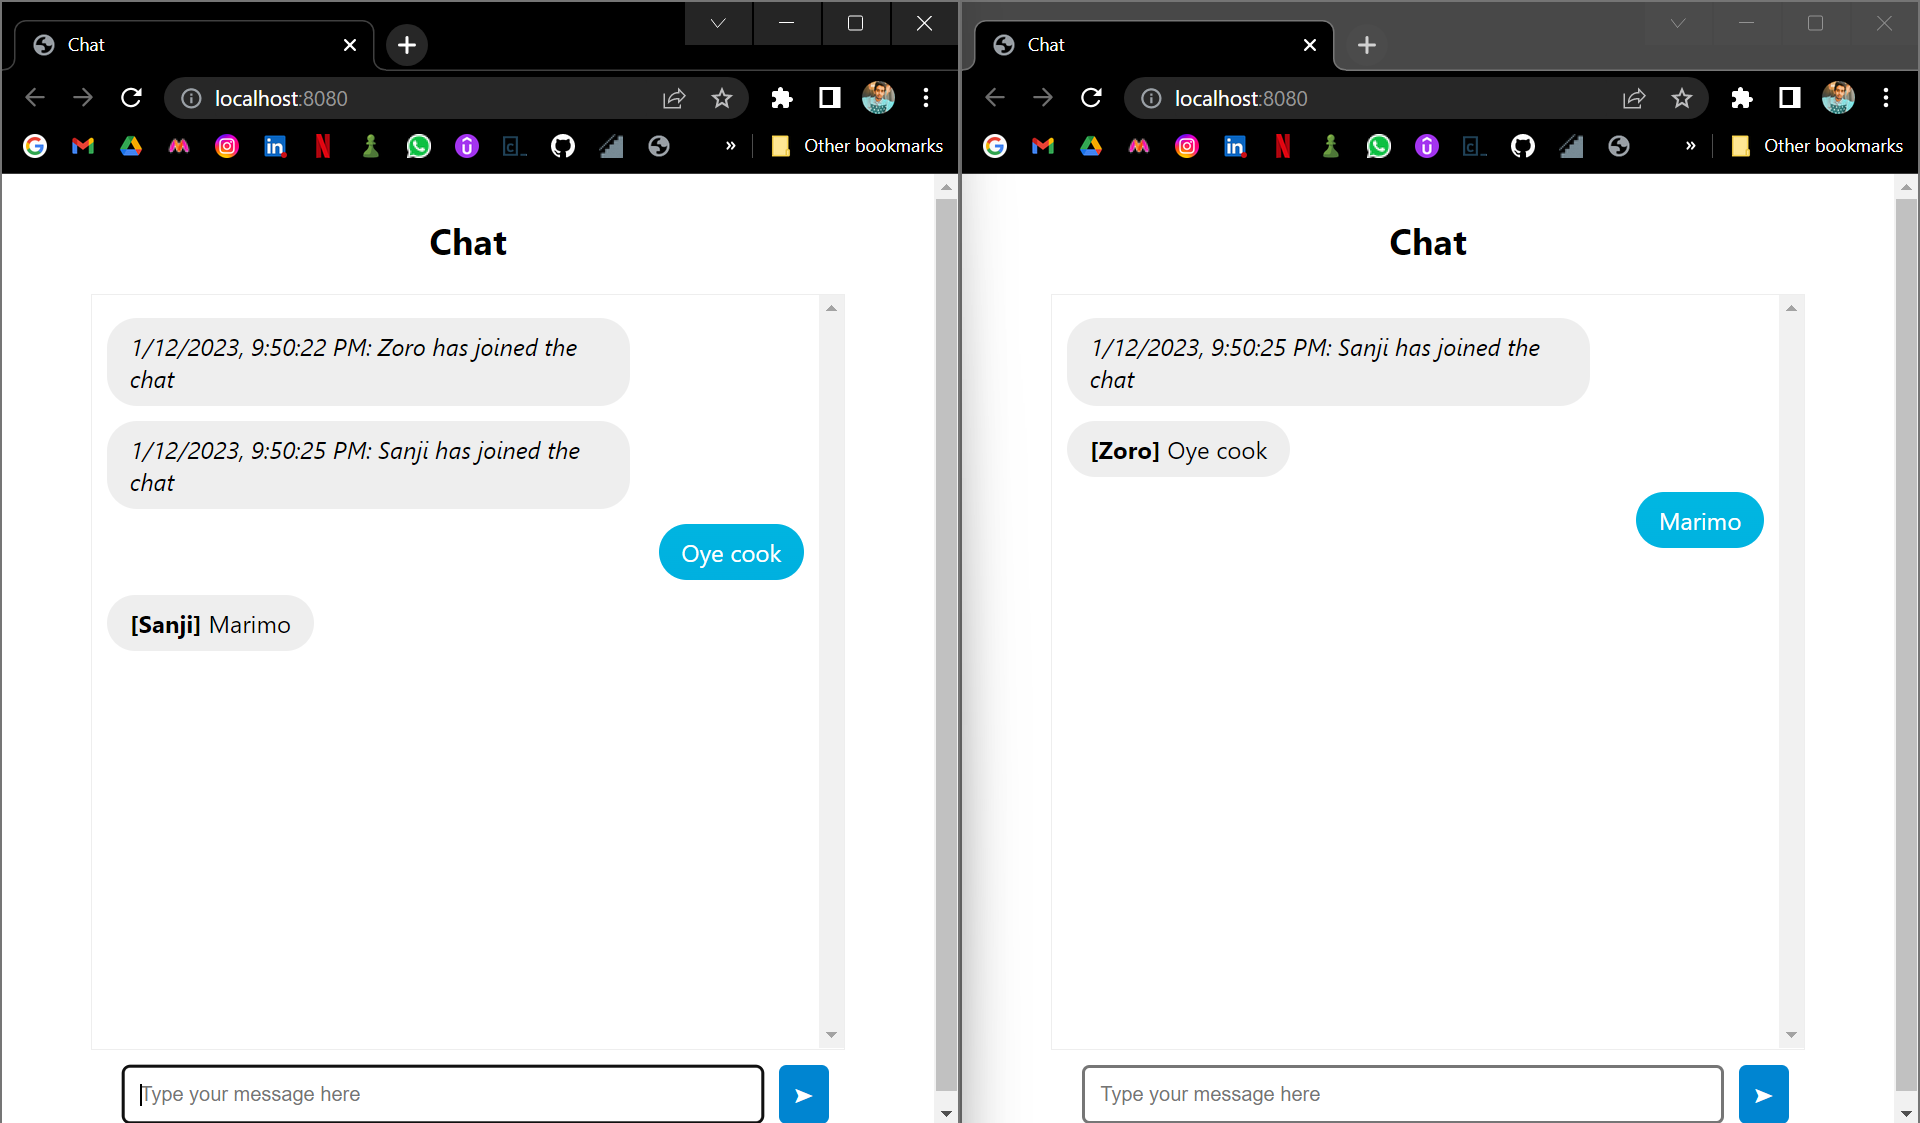 Chat
localhost:8080
Other bookmarks
Chat
1/12/2023, 9:50:22 PM: Zoro has joined the
chat
1/12/2023, 9:50:25 PM: Sanji has joined the
chat
Oye cook
[Sanji] Marimo
Type your message here
Chat
localhost:8080
Other bookmarks
Chat
1/12/2023, 9:50:25 PM: Sanji has joined the
chat
[Zoro] Oye cook
Marimo
Type your message here